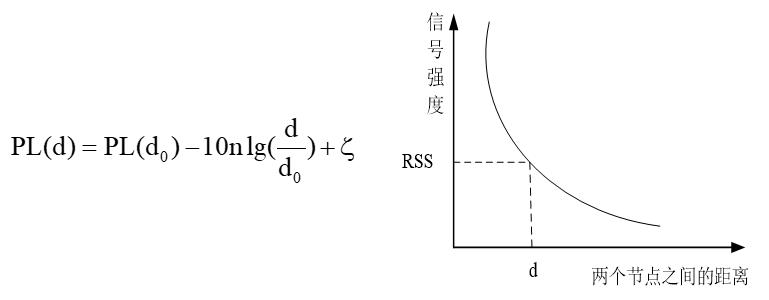 PL(d) = PL(d₀) − 10n lg(d/d₀) + ζ
信号强度
RSS
d
两个节点之间的距离